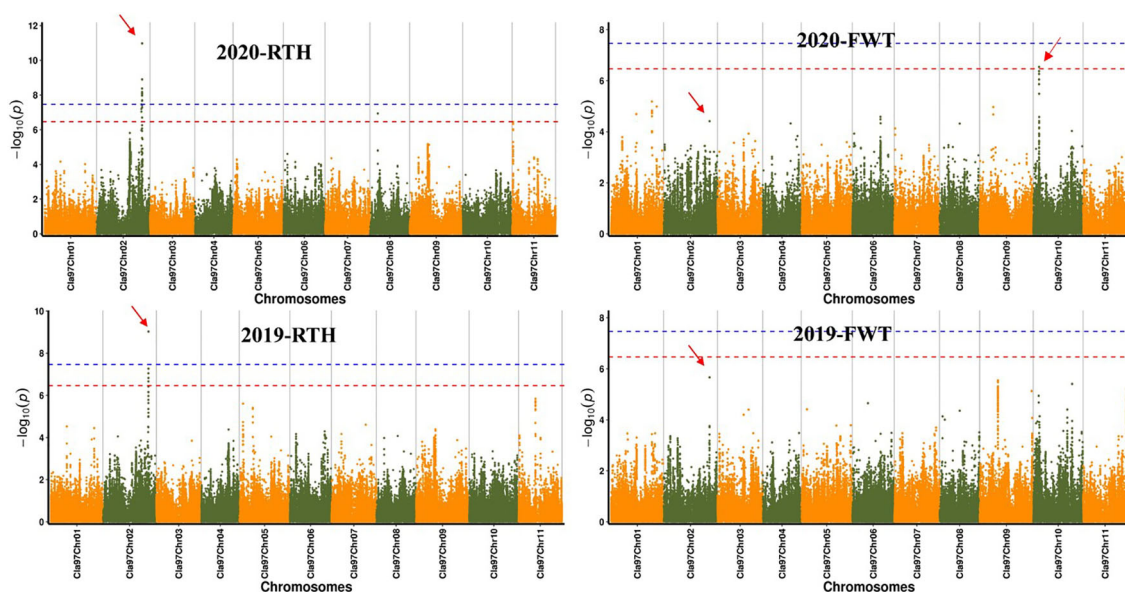 2020-RTH
−log10(p)
12
10
8
6
4
2
0
Cla97Chr01
Cla97Chr02
Cla97Chr03
Cla97Chr04
Cla97Chr05
Cla97Chr06
Cla97Chr07
Cla97Chr08
Cla97Chr09
Cla97Chr10
Cla97Chr11
Chromosomes
2020-FWT
−log10(p)
8
6
4
2
0
Cla97Chr01
Cla97Chr02
Cla97Chr03
Cla97Chr04
Cla97Chr05
Cla97Chr06
Cla97Chr07
Cla97Chr08
Cla97Chr09
Cla97Chr10
Cla97Chr11
Chromosomes
2019-RTH
−log10(p)
10
8
6
4
2
0
Cla97Chr01
Cla97Chr02
Cla97Chr03
Cla97Chr04
Cla97Chr05
Cla97Chr06
Cla97Chr07
Cla97Chr08
Cla97Chr09
Cla97Chr10
Cla97Chr11
Chromosomes
2019-FWT
−log10(p)
8
6
4
2
0
Cla97Chr01
Cla97Chr02
Cla97Chr03
Cla97Chr04
Cla97Chr05
Cla97Chr06
Cla97Chr07
Cla97Chr08
Cla97Chr09
Cla97Chr10
Cla97Chr11
Chromosomes